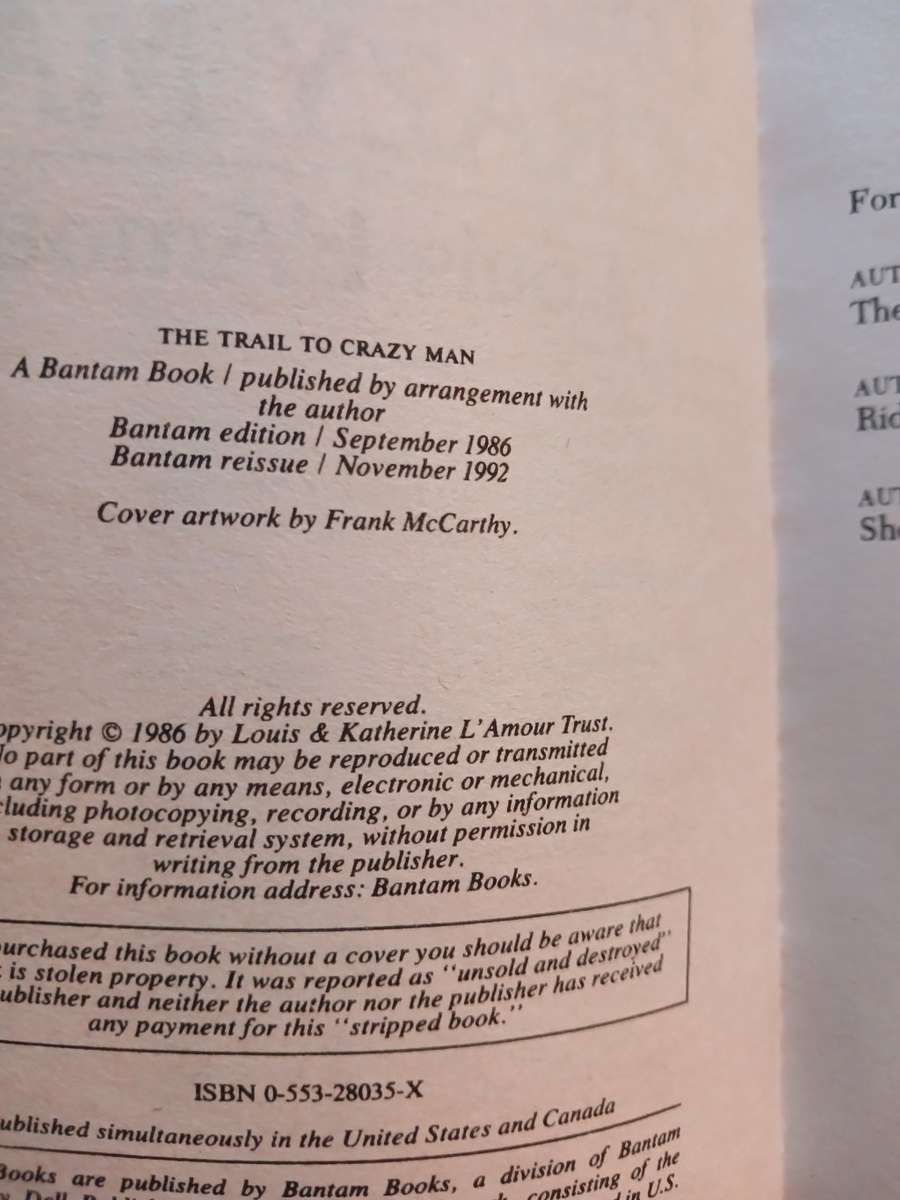 THE TRAIL TO CRAZY MAN
A Bantam Book / published by arrangement with
the author
Bantam edition / September 1986
Bantam reissue / November 1992
Cover artwork by Frank McCarthy.
All rights reserved.
opyright © 1986 by Louis & Katherine L'Amour Trust.
No part of this book may be reproduced or transmitted
any form or by any means, electronic or mechanical,
cluding photocopying, recording, or by any information
storage and retrieval system, without permission in
writing from the publisher.
For information address: Bantam Books.
urchased this book without a cover you should be aware that
is stolen property. It was reported as "unsold and destroyed"
ublisher and neither the author nor the publisher has received
any payment for this "stripped book."
ISBN 0-553-28035-X
ublished simultaneously in the United States and Canada
Books are published by Bantam Books, a division of Bantam
Dell consisting of the
in U.S.
For
AUT
The
AUT
Rid
AUT
Sho